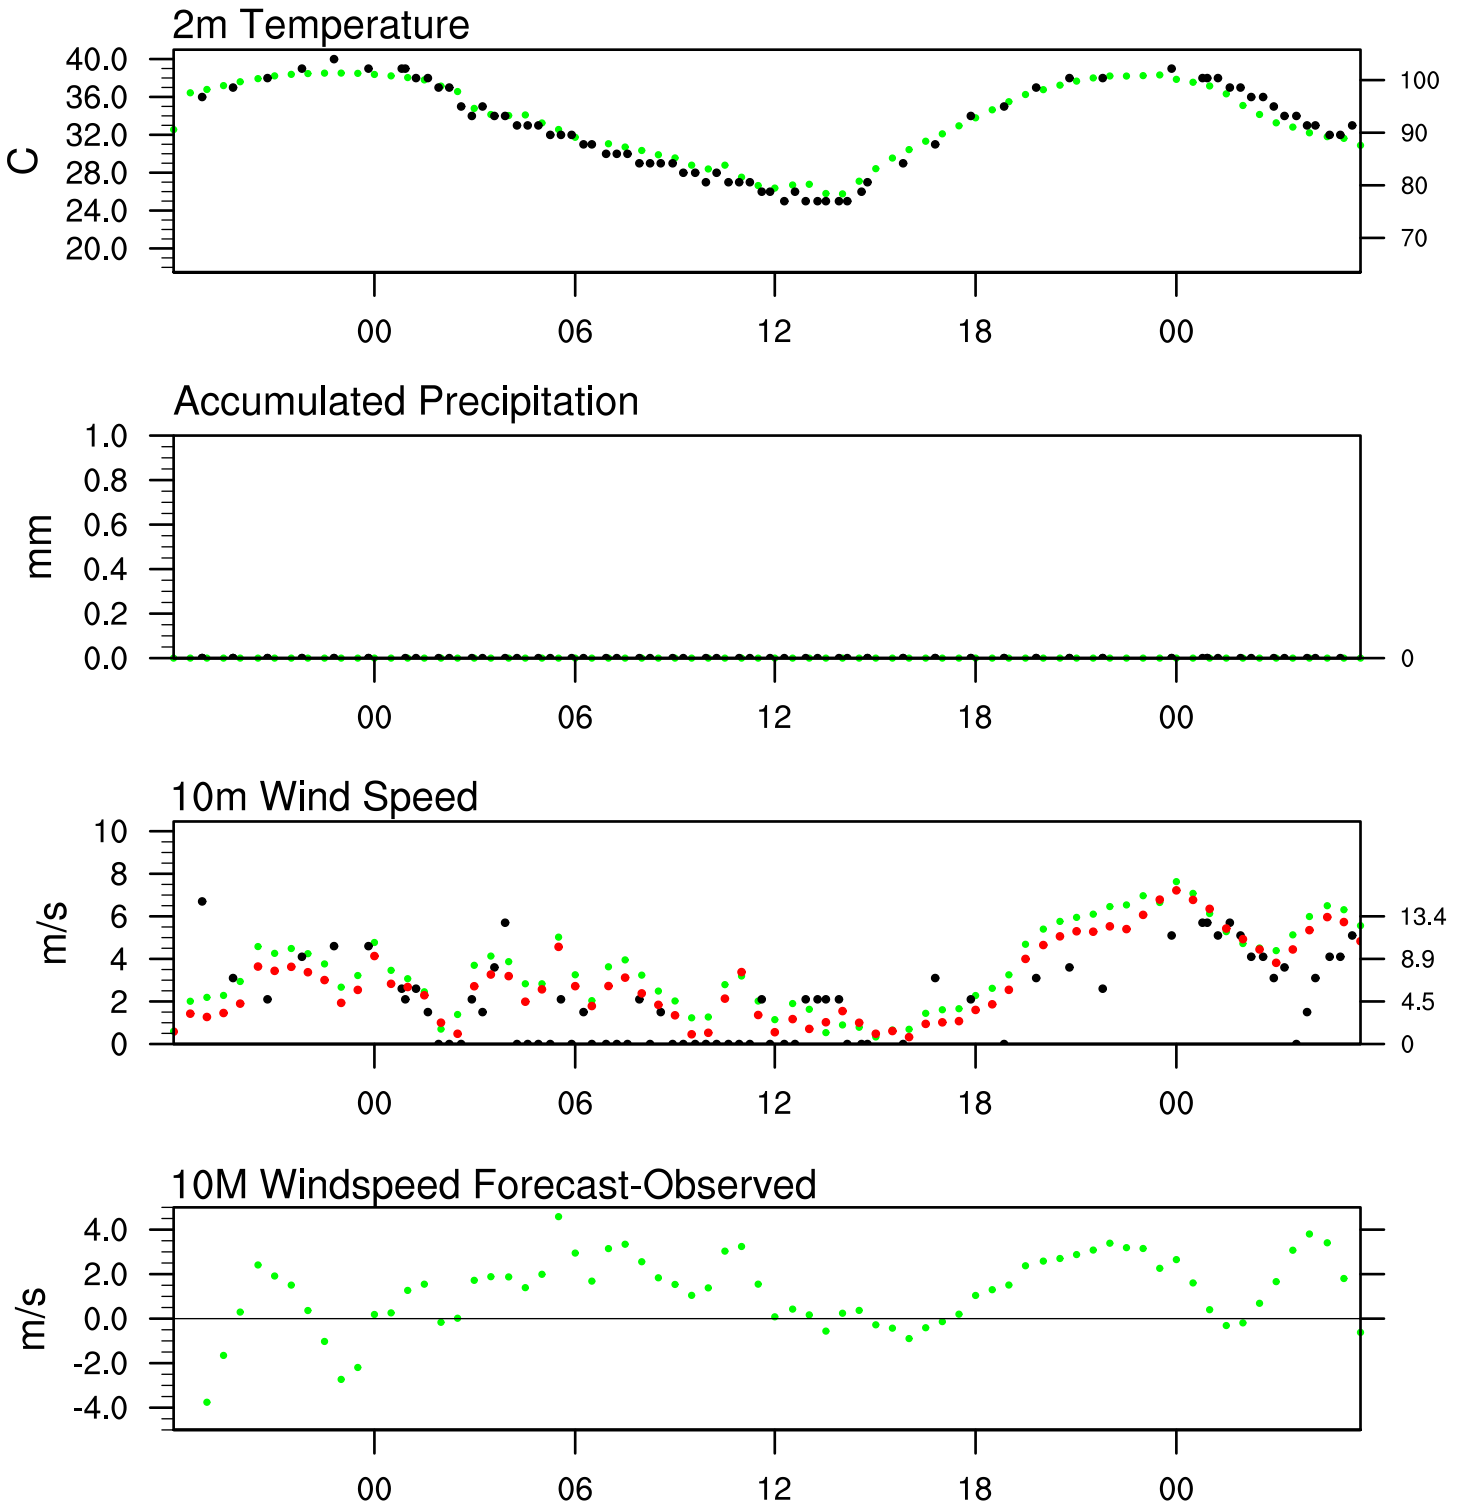 2m Temperature
40.0
36.0
32.0
28.0
24.0
20.0
C
100
90
80
70
00 06 12 18 00
Accumulated Precipitation
1.0
0.8
0.6
0.4
0.2
0.0
mm
0
00 06 12 18 00
10m Wind Speed
10
8
6
4
2
0
m/s
13.4
8.9
4.5
0
00 06 12 18 00
10M Windspeed Forecast-Observed
4.0
2.0
0.0
-2.0
-4.0
m/s
00 06 12 18 00